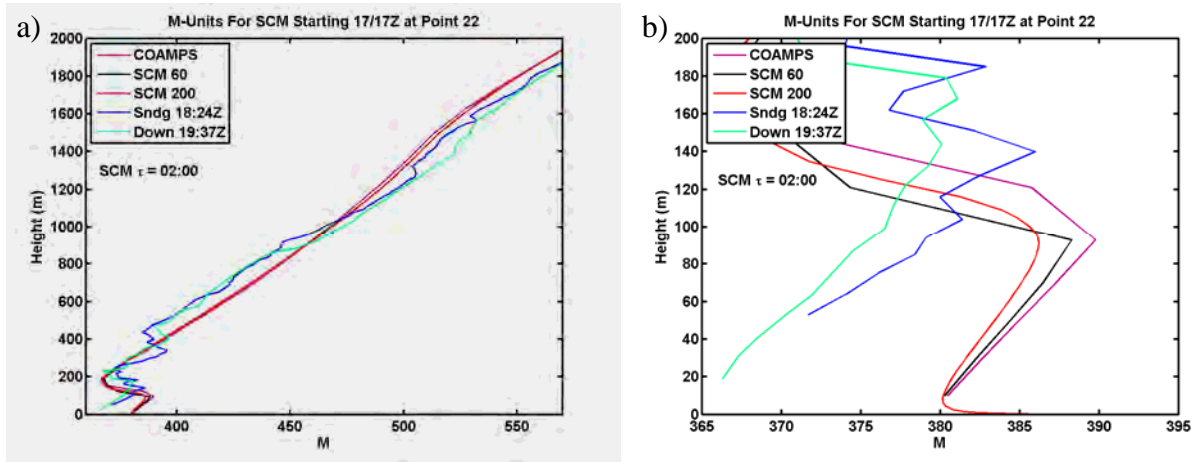 a)
M-Units For SCM Starting 17/17Z at Point 22
2000
1800
1600
1400
1200
1000
800
600
400
200
0
Height (m)
COAMPS
SCM 60
SCM 200
Sndg 18:24Z
Down 19:37Z
SCM τ = 02:00
400
450
500
550
M
b)
M-Units For SCM Starting 17/17Z at Point 22
200
180
160
140
120
100
80
60
40
20
0
Height (m)
COAMPS
SCM 60
SCM 200
Sndg 18:24Z
Down 19:37Z
SCM τ = 02:00
365
370
375
380
385
390
395
M